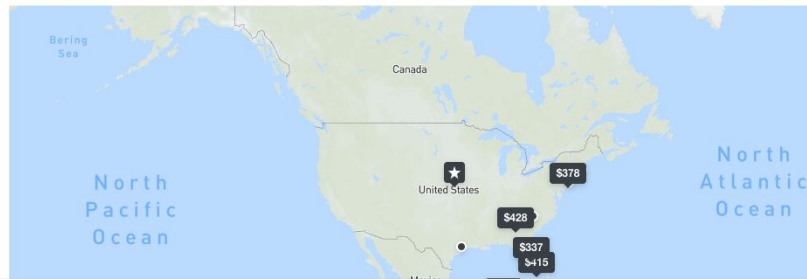 Bering
Sea
Canada
North
Pacific
Ocean
United States
$378
North
Atlantic
Ocean
$428
$337
$415